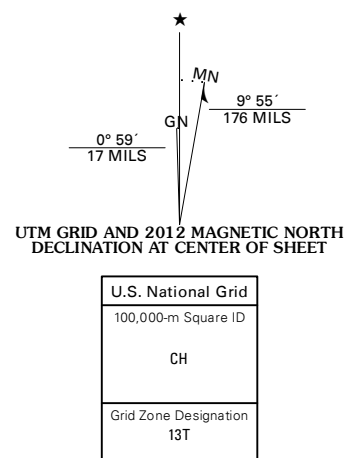 ★
MN
9° 55´
176 MILS
GN
0° 59´
17 MILS
UTM GRID AND 2012 MAGNETIC NORTH
DECLINATION AT CENTER OF SHEET
U.S. National Grid
100,000-m Square ID
CH
Grid Zone Designation
13T